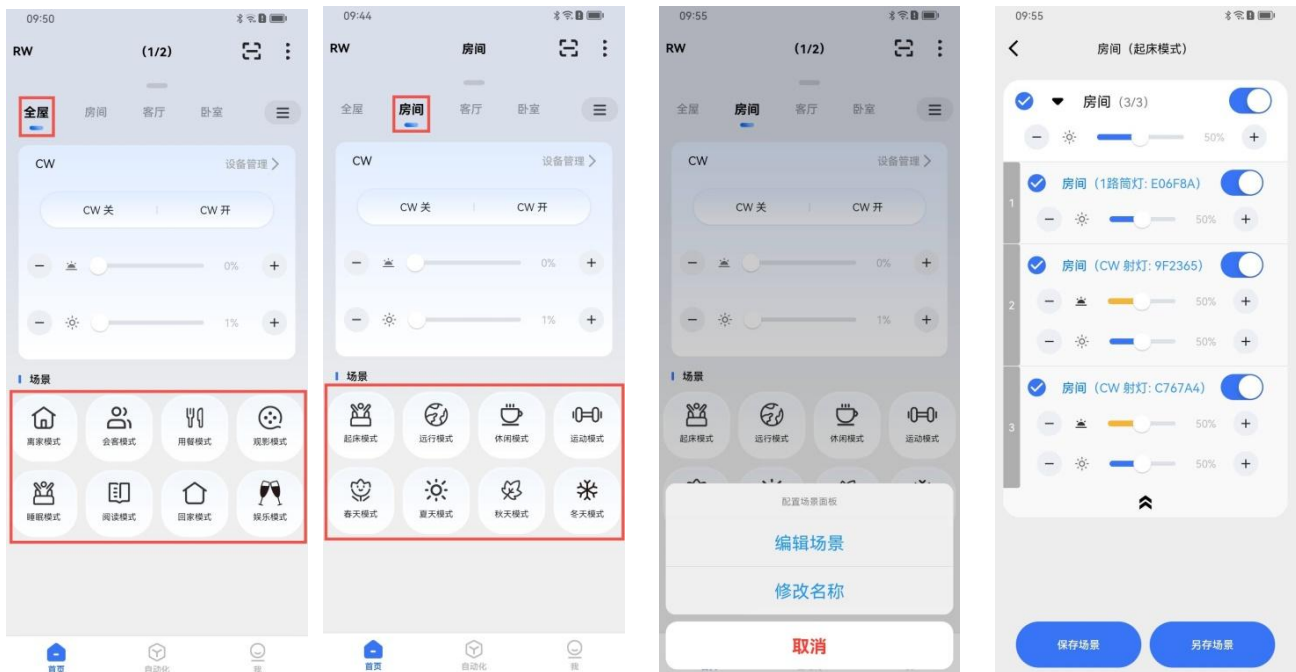 09:50
RW (1/2)
全屋 房间 客厅 卧室
CW 设备管理
CW 关 CW 开
0%
1%
场景
离家模式 会客模式 用餐模式 观影模式
睡眠模式 阅读模式 回家模式 娱乐模式
首页 自动化 我
09:44
RW 房间
全屋 房间 客厅 卧室
CW 设备管理
CW 关 CW 开
0%
1%
场景
起床模式 远行模式 休闲模式 运动模式
春天模式 夏天模式 秋天模式 冬天模式
首页 自动化 我
09:55
RW (1/2)
全屋 房间 客厅 卧室
CW 设备管理
CW 关 CW 开
0%
1%
场景
起床模式 远行模式 休闲模式 运动模式
配置场景面板
编辑场景
修改名称
取消
09:55
房间（起床模式）
房间 (3/3)
50%
1
房间（1路筒灯: E06F8A）
50%
2
房间（CW 射灯: 9F2365）
50%
50%
3
房间（CW 射灯: C767A4）
50%
50%
保存场景 另存场景